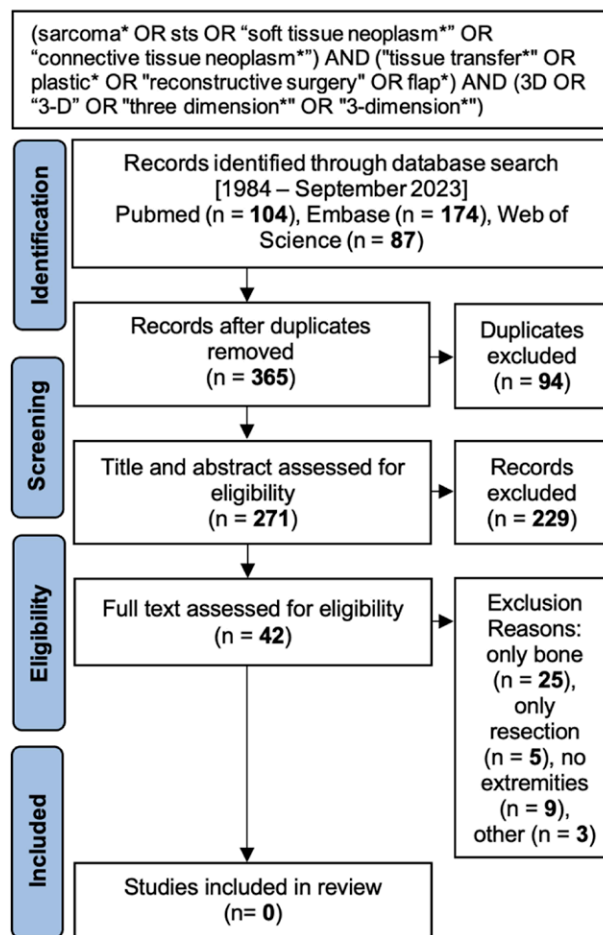 (sarcoma* OR sts OR “soft tissue neoplasm*” OR
“connective tissue neoplasm*”) AND ("tissue transfer*" OR
plastic* OR "reconstructive surgery" OR flap*) AND (3D OR
“3-D” OR "three dimension*" OR "3-dimension*")
Identification
Records identified through database search
[1984 – September 2023]
Pubmed (n = 104), Embase (n = 174), Web of
Science (n = 87)
Records after duplicates
removed
(n = 365)
Duplicates
excluded
(n = 94)
Screening
Title and abstract assessed for
eligibility
(n = 271)
Records
excluded
(n = 229)
Eligibility
Full text assessed for eligibility
(n = 42)
Exclusion
Reasons:
only bone
(n = 25),
only
resection
(n = 5), no
extremities
(n = 9),
other (n = 3)
Included
Studies included in review
(n= 0)